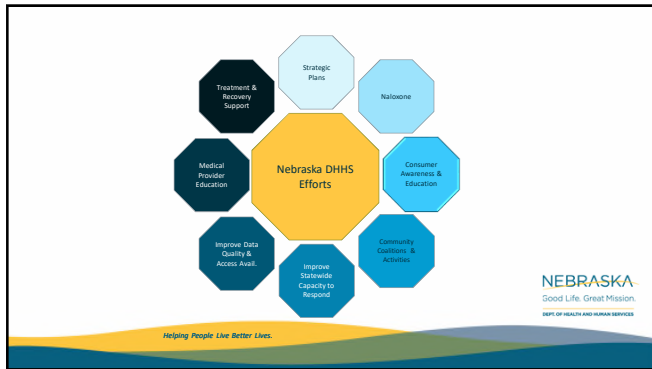 Strategic
Plans
Naloxone
Consumer
Awareness &
Education
Community
Coalitions & 
Activities
Improve
Statewide
Capacity to
Respond
Improve Data
Quality &
Access Avail.
Medical
Provider
Education
Treatment &
Recovery
Support
Nebraska DHHS
Efforts
NEBRASKA
Good Life. Great Mission.
DEPT. OF HEALTH AND HUMAN SERVICES
Helping People Live Better Lives.